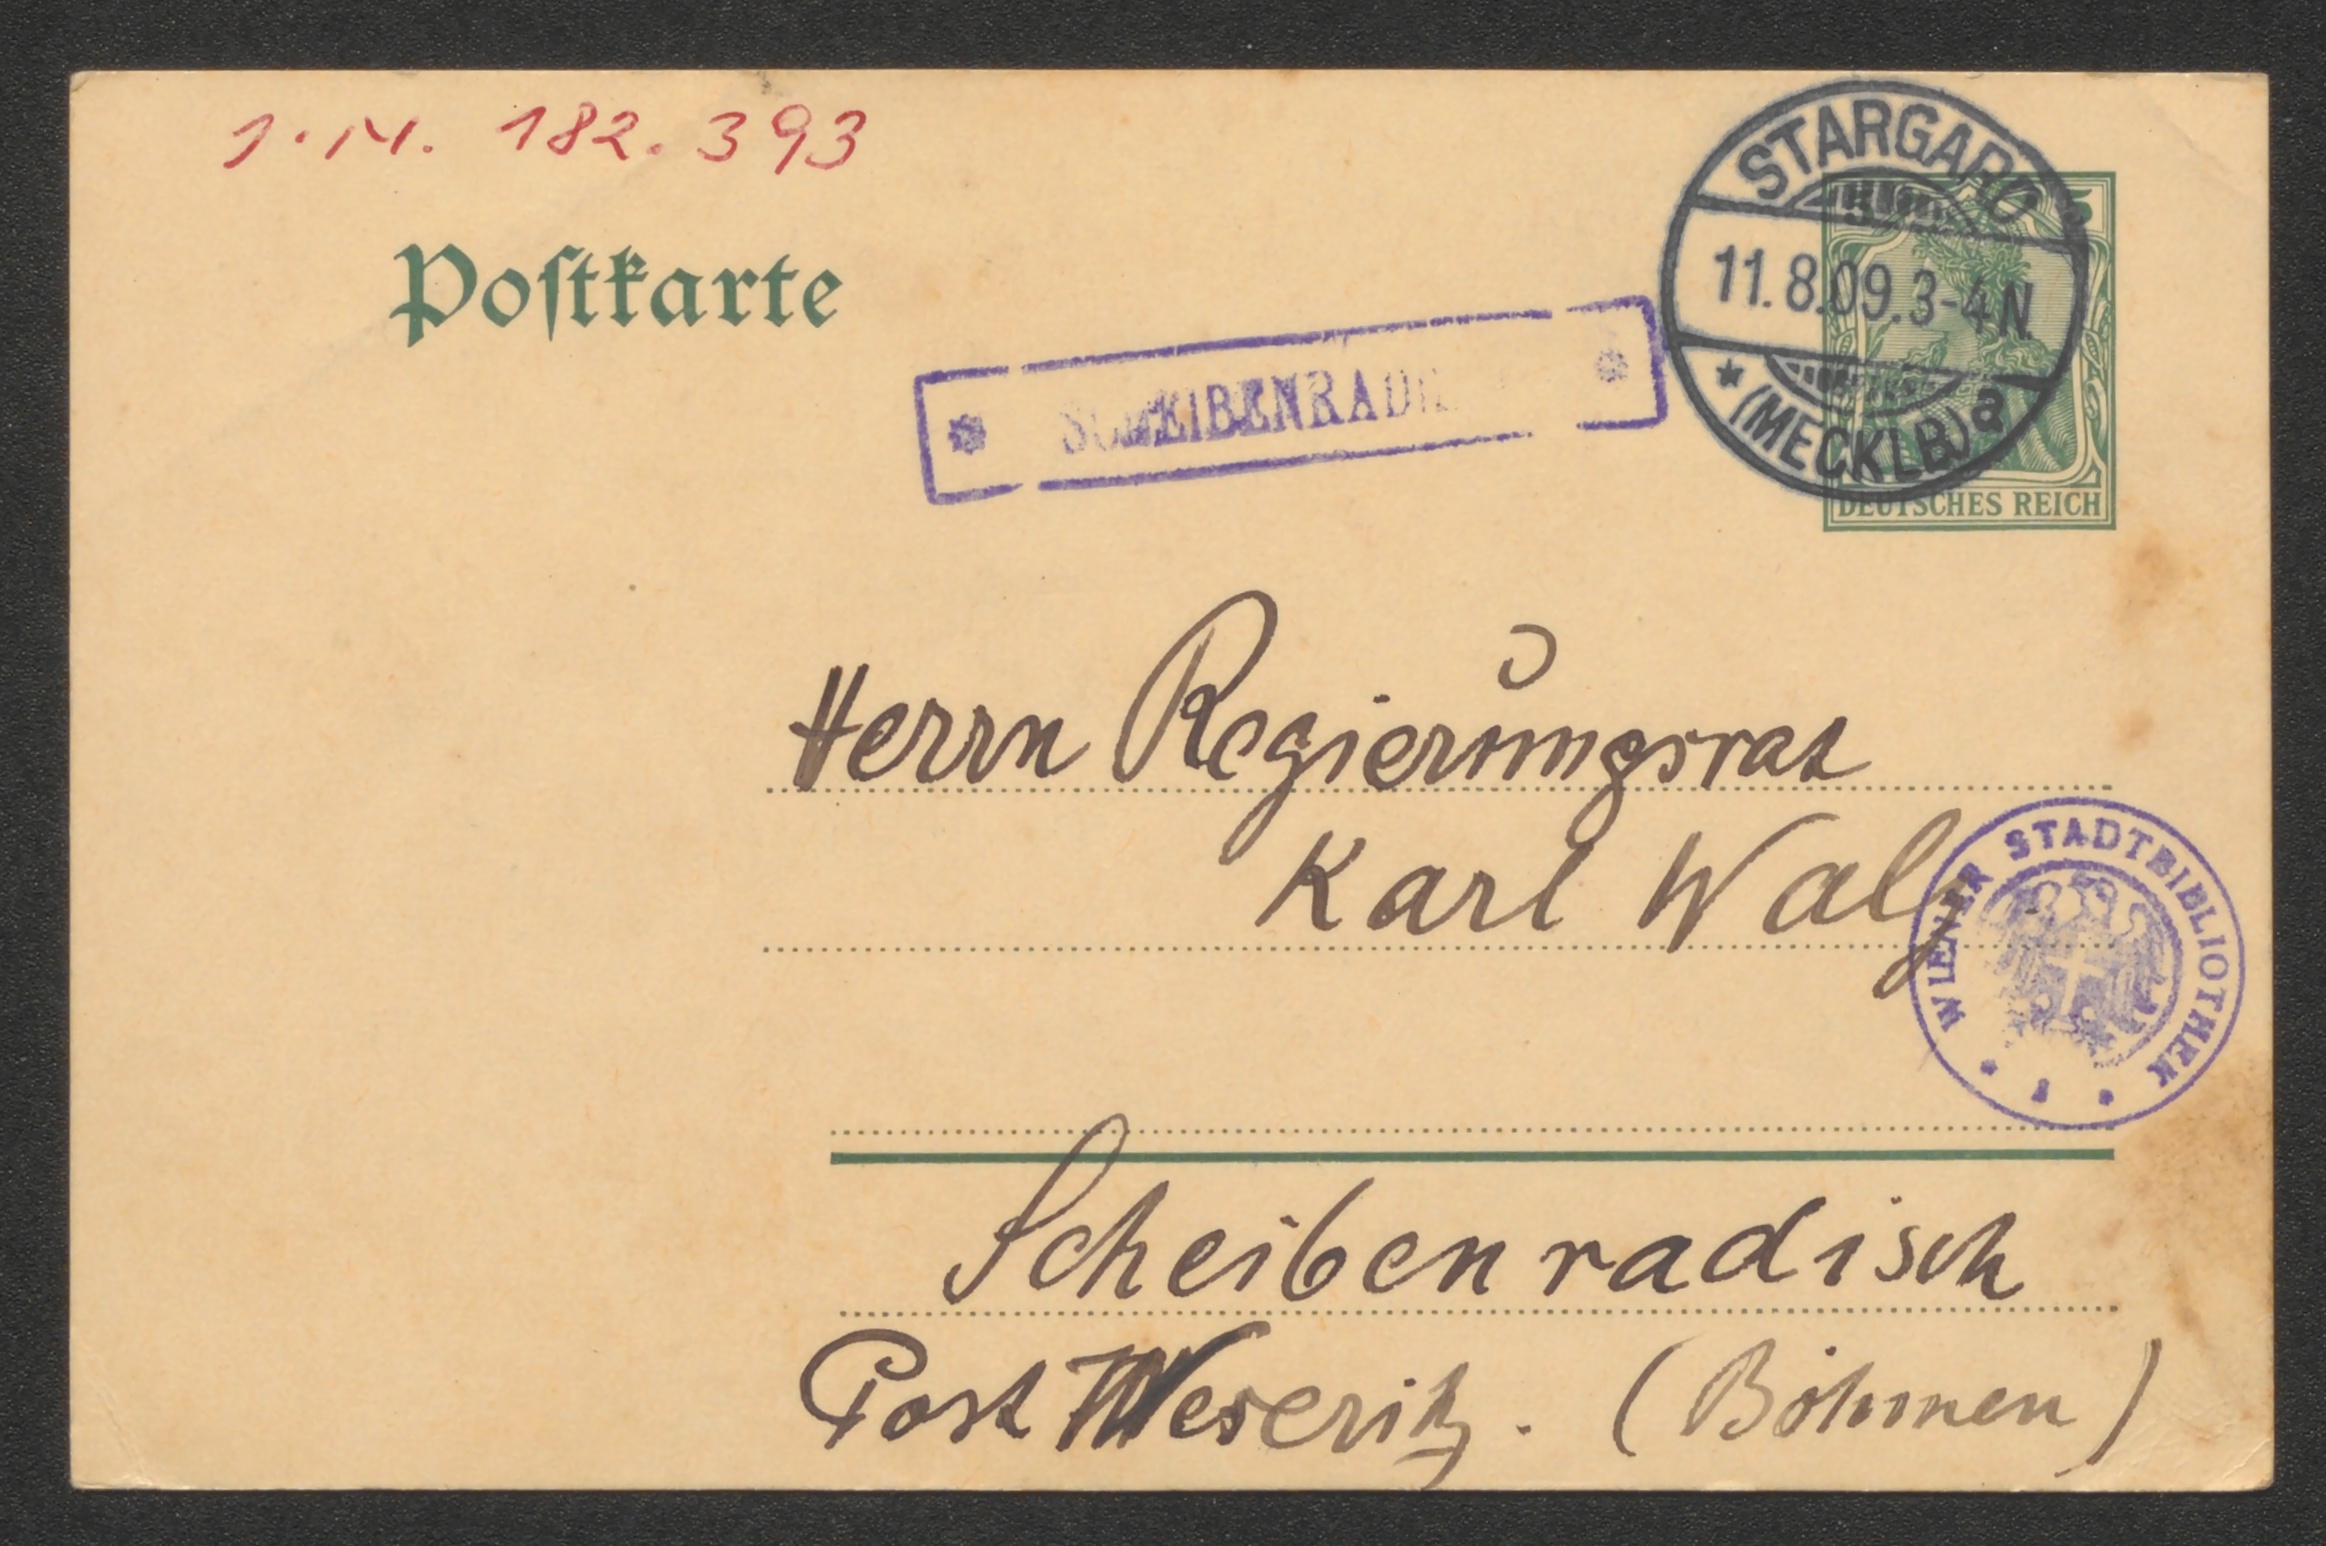 J.N. 182.393
Postkarte
STARGARD
11.8.09.3-4N.
(MECKLB) a
5
DEUTSCHES REICH
Herrn Regierungsrat
Karl Walz
WIENER STADTBIBLIOTHEK
Scheibenradisch
Post Weseritz. (Böhmen)